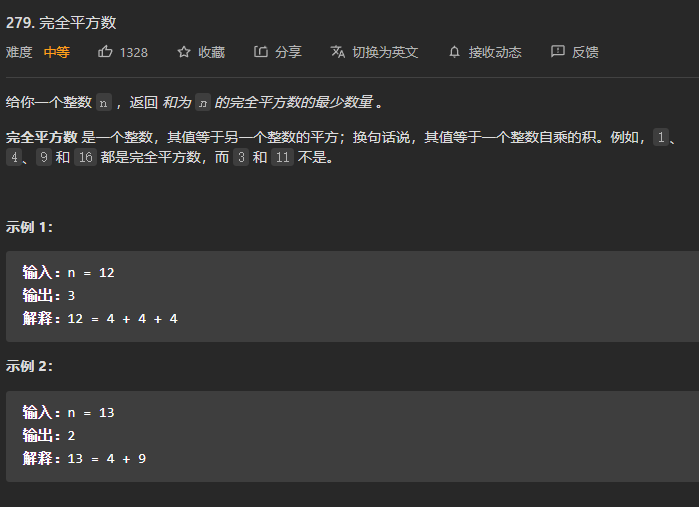 279. 完全平方数
难度 中等 1328 收藏 分享 切换为英文 接收动态 反馈
给你一个整数 n ，返回 和为 n 的完全平方数的最少数量 。
完全平方数 是一个整数，其值等于另一个整数的平方；换句话说，其值等于一个整数自乘的积。例如，1、
4、9 和 16 都是完全平方数，而 3 和 11 不是。
示例 1：
输入：n = 12
输出：3
解释：12 = 4 + 4 + 4
示例 2：
输入：n = 13
输出：2
解释：13 = 4 + 9